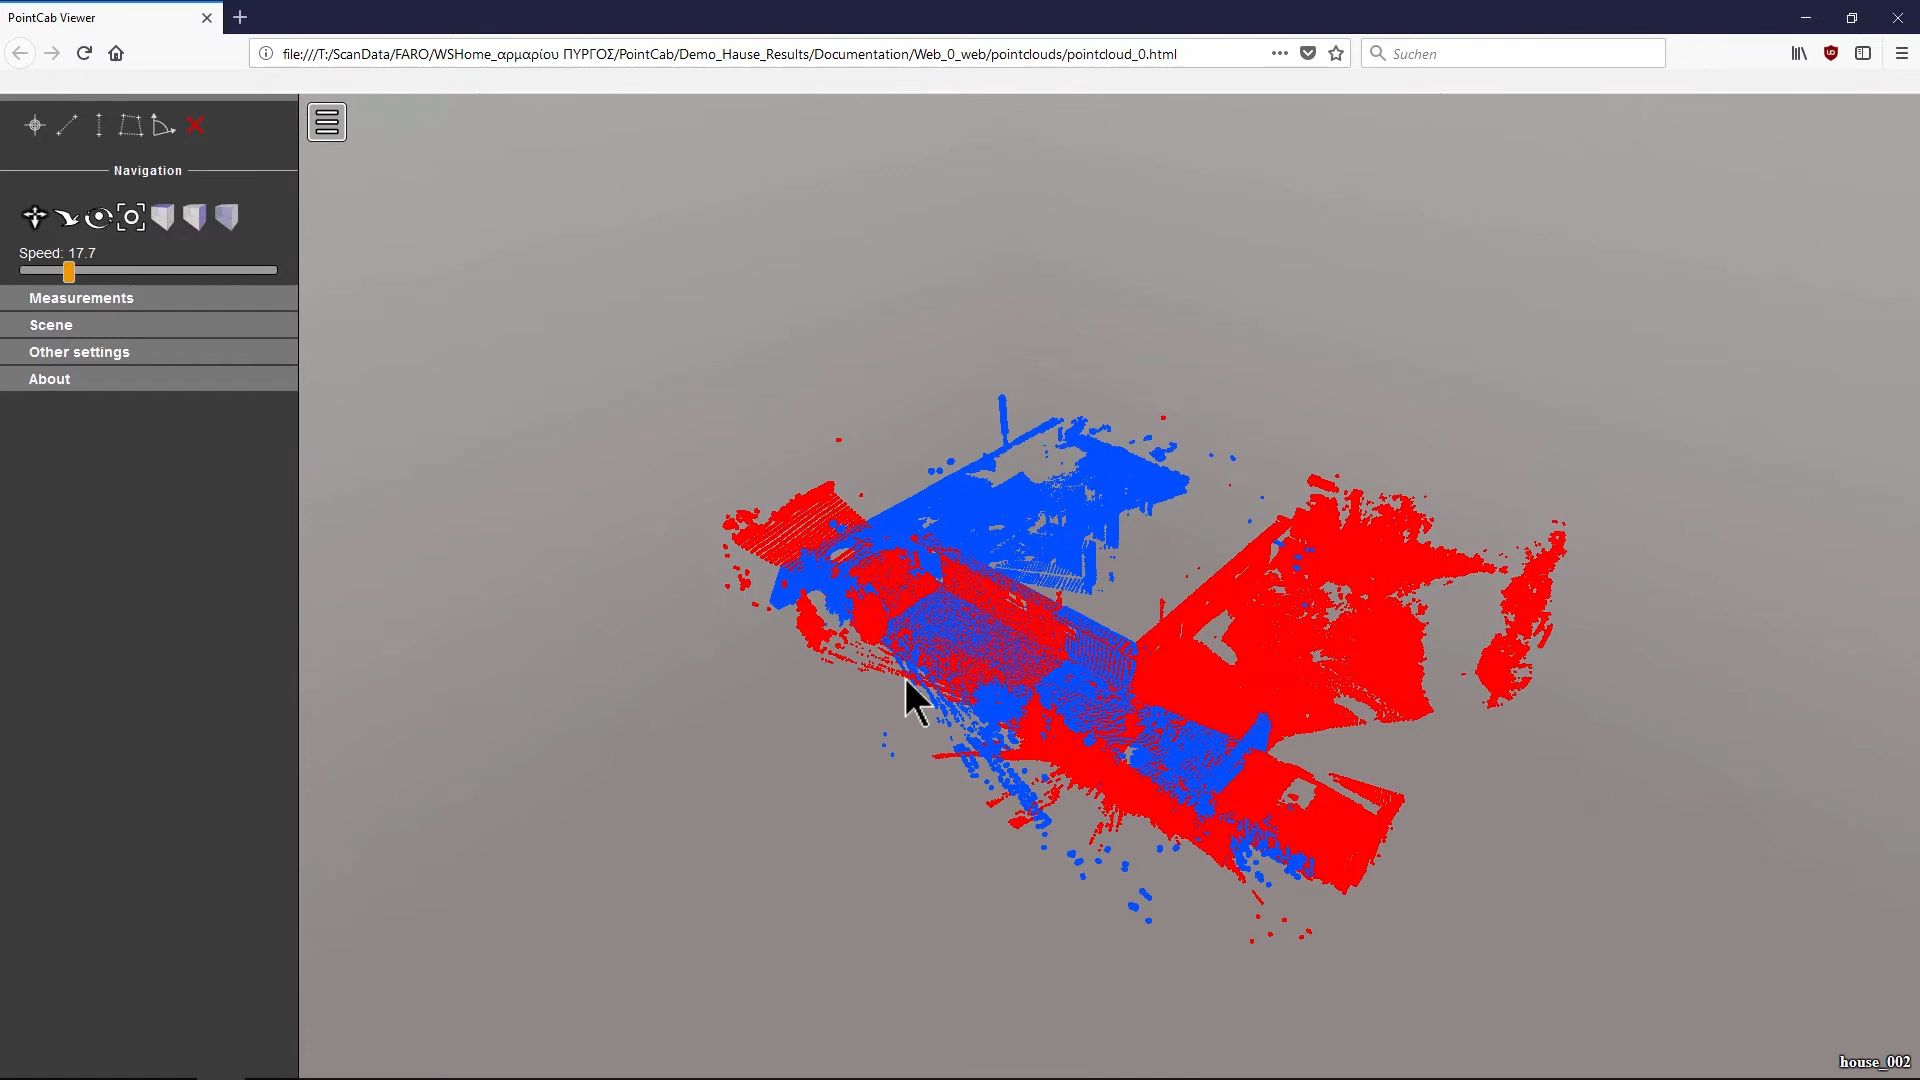 PointCab Viewer
file:///T:/ScanData/FARO/WSHome_αρμαρίου ΠΥΡΓΟΣ/PointCab/Demo_Hause_Results/Documentation/Web_0_web/pointclouds/pointcloud_0.html
Suchen
Navigation
Speed: 17.7
Measurements
Scene
Other settings
About
house_002